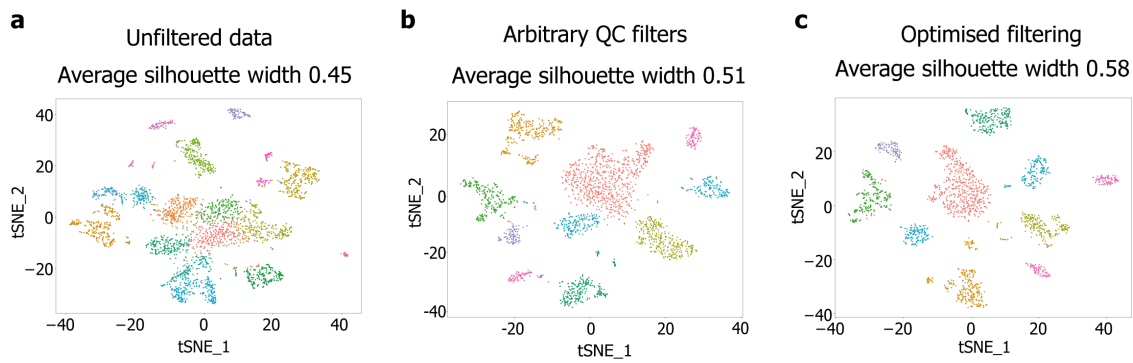 a
Unfiltered data
Average silhouette width 0.45
40
20
0
−20
tSNE_2
−40
−20
0
20
40
tSNE_1
b
Arbitrary QC filters
Average silhouette width 0.51
20
0
-20
-40
tSNE_2
-20
0
20
40
tSNE_1
c
Optimised filtering
Average silhouette width 0.58
20
0
−20
−40
tSNE_2
−40
−20
0
20
40
tSNE_1